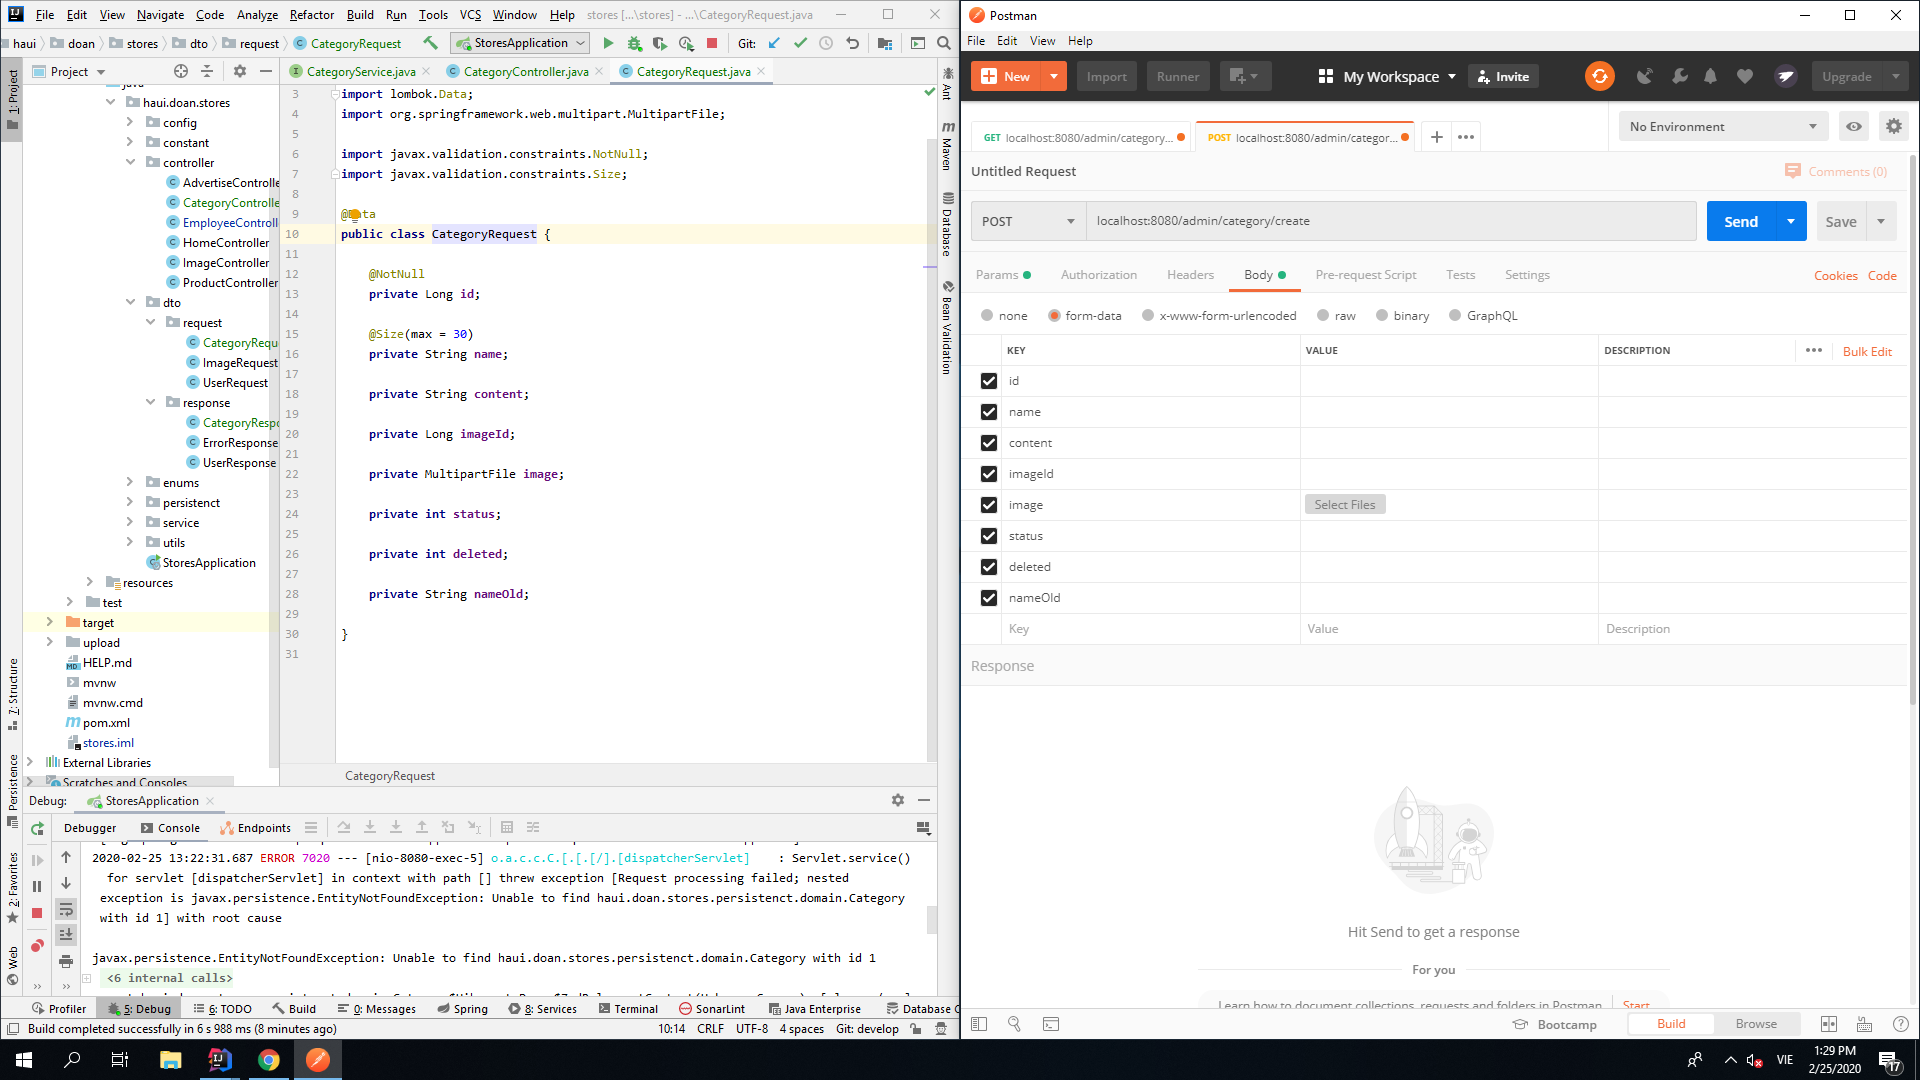 File Edit View Navigate Code Analyze Refactor Build Run Tools VCS Window Help stores [...\stores] - ...\CategoryRequest.java
haui doan stores dto request CategoryRequest StoresApplication Git:
Project
CategoryService.java CategoryController.java CategoryRequest.java
1: Project
7: Structure
Persistence
2: Favorites
Web
java
haui.doan.stores
config
constant
controller
AdvertiseControlle
CategoryControlle
EmployeeControll
HomeController
ImageController
ProductController
dto
request
CategoryRequ
ImageRequest
UserRequest
response
CategoryRespo
ErrorResponse
UserResponse
enums
persistenct
service
utils
StoresApplication
resources
test
target
upload
HELP.md
mvnw
mvnw.cmd
pom.xml
stores.iml
External Libraries
Scratches and Consoles
3 import lombok.Data;
4 import org.springframework.web.multipart.MultipartFile;
5
6 import javax.validation.constraints.NotNull;
7 import javax.validation.constraints.Size;
8
9 @Data
10 public class CategoryRequest {
11
12 @NotNull
13 private Long id;
14
15 @Size(max = 30)
16 private String name;
17
18 private String content;
19
20 private Long imageId;
21
22 private MultipartFile image;
23
24 private int status;
25
26 private int deleted;
27
28 private String nameOld;
29
30 }
31
CategoryRequest
Ant
Maven
Database
Bean Validation
Debug: StoresApplication
Debugger Console Endpoints
2020-02-25 13:22:31.687 ERROR 7020 --- [nio-8080-exec-5] o.a.c.c.C.[.[.[/].[dispatcherServlet] : Servlet.service()
for servlet [dispatcherServlet] in context with path [] threw exception [Request processing failed; nested
exception is javax.persistence.EntityNotFoundException: Unable to find haui.doan.stores.persistenct.domain.Category
with id 1] with root cause
javax.persistence.EntityNotFoundException: Unable to find haui.doan.stores.persistenct.domain.Category with id 1
<6 internal calls>
Profiler 5: Debug 6: TODO Build 0: Messages Spring 8: Services Terminal SonarLint Java Enterprise Database C
Build completed successfully in 6 s 988 ms (8 minutes ago) 10:14 CRLF UTF-8 4 spaces Git: develop
Postman
File Edit View Help
New Import Runner My Workspace Invite Upgrade
GET localhost:8080/admin/category... POST localhost:8080/admin/categor... No Environment
Untitled Request Comments (0)
POST localhost:8080/admin/category/create Send Save
Params Authorization Headers Body Pre-request Script Tests Settings Cookies Code
none form-data x-www-form-urlencoded raw binary GraphQL
KEY VALUE DESCRIPTION Bulk Edit
id
name
content
imageId
image Select Files
status
deleted
nameOld
Key Value Description
Response
Hit Send to get a response
For you
Learn how to document collections, requests and folders in Postman Start
Bootcamp Build Browse
VIE
1:29 PM
2/25/2020
17